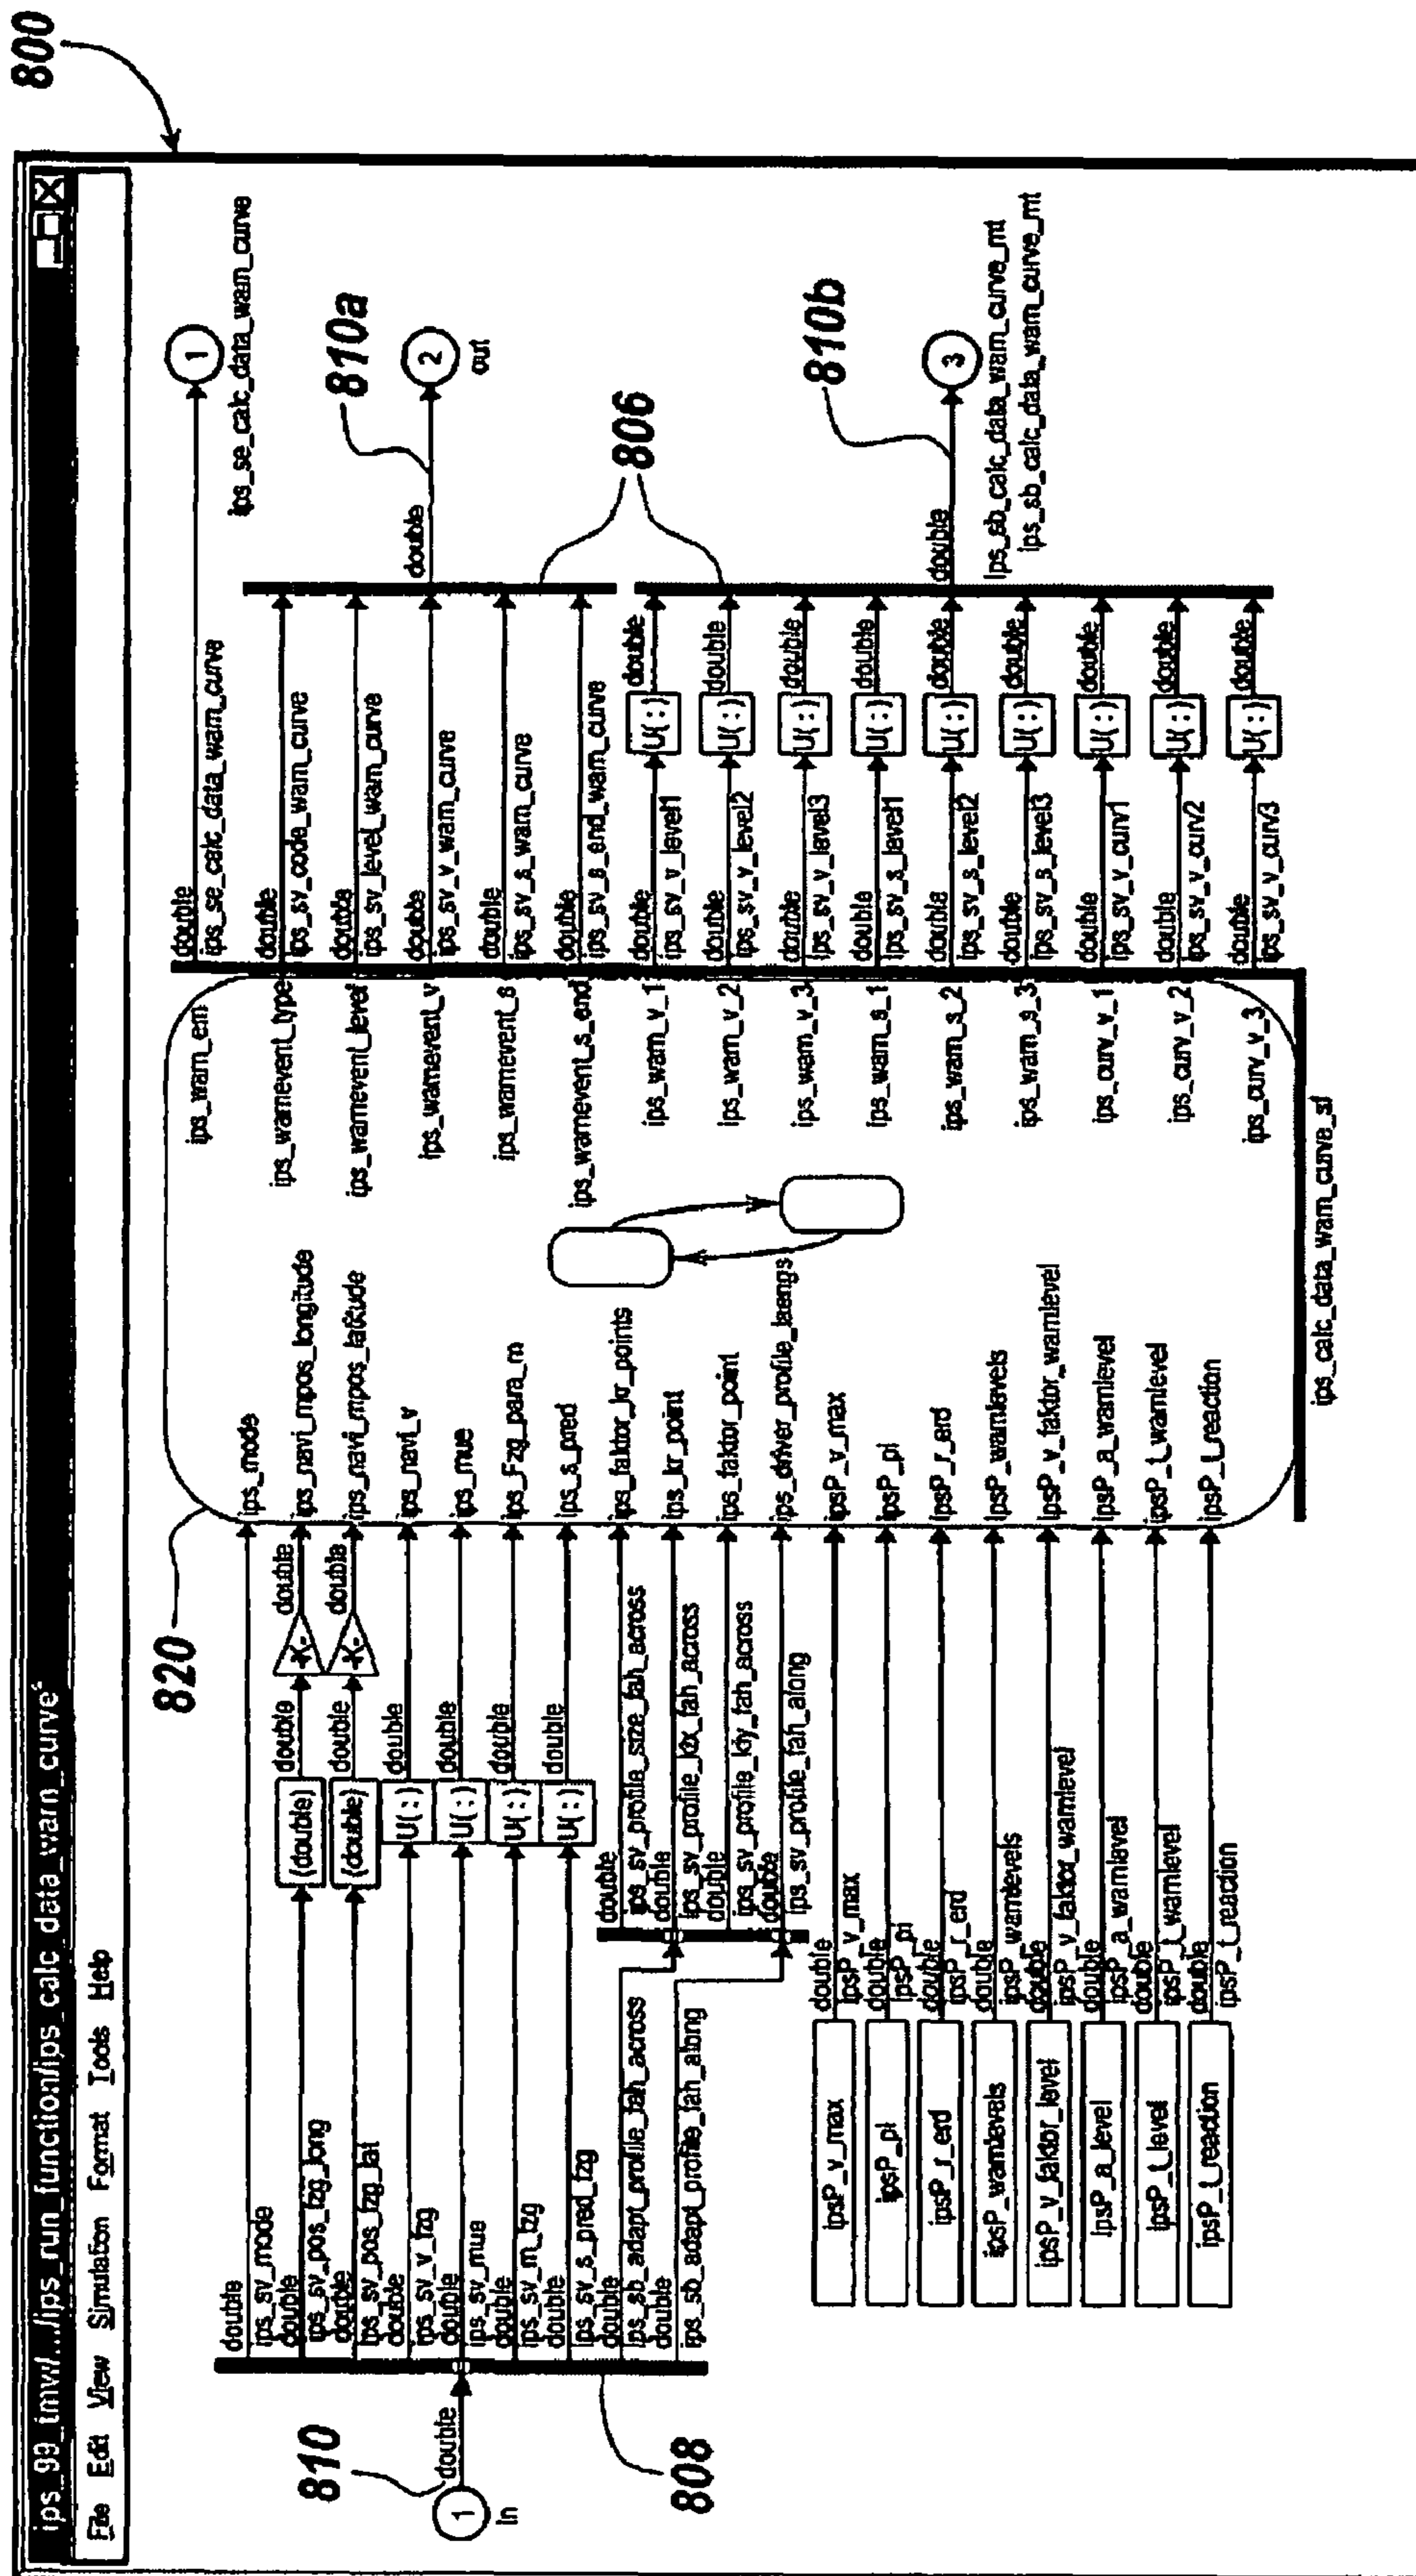 800
ips_99_tmw/.../ips_run_function/ips_calc_data_warn_curve*
File Edit View Simulation Format Tools Help
820
810
double
1
In
808
double
ips_sv_mode
double
ips_sv_pos_fzg_long
double
ips_sv_pos_fzg_lat
double
ips_sv_v_fzg
double
ips_sv_mue
double
ips_sv_m_fzg
double
ips_sv_s_pred_fzg
double
ips_sb_adapt_profile_fah_across
double
ips_sb_adapt_profile_fah_along
(double)
double
-K-
double
(double)
double
-K-
double
U(:)
double
U(:)
double
U(:)
double
U(:)
double
double
ips_sv_profile_size_fah_across
double
ips_sv_profile_krx_fah_across
double
ips_sv_profile_kry_fah_across
double
ips_sv_profile_fah_along
ipsP_v_max
double
ipsP_v_max
ipsP_pi
double
ipsP_pi
ipsP_r_erd
double
ipsP_r_erd
ipsP_warnlevels
double
ipsP_warnlevels
ipsP_v_faktor_level
double
ipsP_v_faktor_warnlevel
ipsP_a_level
double
ipsP_a_warnlevel
ipsP_t_level
double
ipsP_t_warnlevel
ipsP_t_reaction
double
ipsP_t_reaction
ips_mode
ips_navi_mpos_longitude
ips_navi_mpos_latitude
ips_navi_v
ips_mue
ips_Fzg_para_m
ips_s_pred
ips_faktor_kr_points
ips_kr_point
ips_faktor_point
ips_driver_profile_laengs
ipsP_v_max
ipsP_pi
ipsP_r_erd
ipsP_warnlevels
ipsP_v_faktor_warnlevel
ipsP_a_warnlevel
ipsP_t_warnlevel
ipsP_t_reaction
ips_warn_em
ips_warnevent_type
ips_warnevent_level
ips_warnevent_v
ips_warnevent_s
ips_warnevent_s_end
ips_warn_v_1
ips_warn_v_2
ips_warn_v_3
ips_warn_s_1
ips_warn_s_2
ips_warn_s_3
ips_curv_v_1
ips_curv_v_2
ips_curv_v_3
ips_calc_data_warn_curve_sf
double
ips_se_calc_data_warn_curve
1
ips_se_calc_data_warn_curve
double
ips_sv_code_warn_curve
double
ips_sv_level_warn_curve
double
ips_sv_v_warn_curve
double
ips_sv_s_warn_curve
double
ips_sv_s_end_warn_curve
double
810a
2
out
806
double
ips_sv_v_level1
U(:)
double
double
ips_sv_v_level2
U(:)
double
double
ips_sv_v_level3
U(:)
double
double
ips_sv_s_level1
U(:)
double
double
ips_sv_s_level2
U(:)
double
double
ips_sv_s_level3
U(:)
double
double
ips_sv_v_curv1
U(:)
double
double
ips_sv_v_curv2
U(:)
double
double
ips_sv_v_curv3
U(:)
double
double
810b
3
ips_sb_calc_data_warn_curve_mt
ips_sb_calc_data_warn_curve_mt